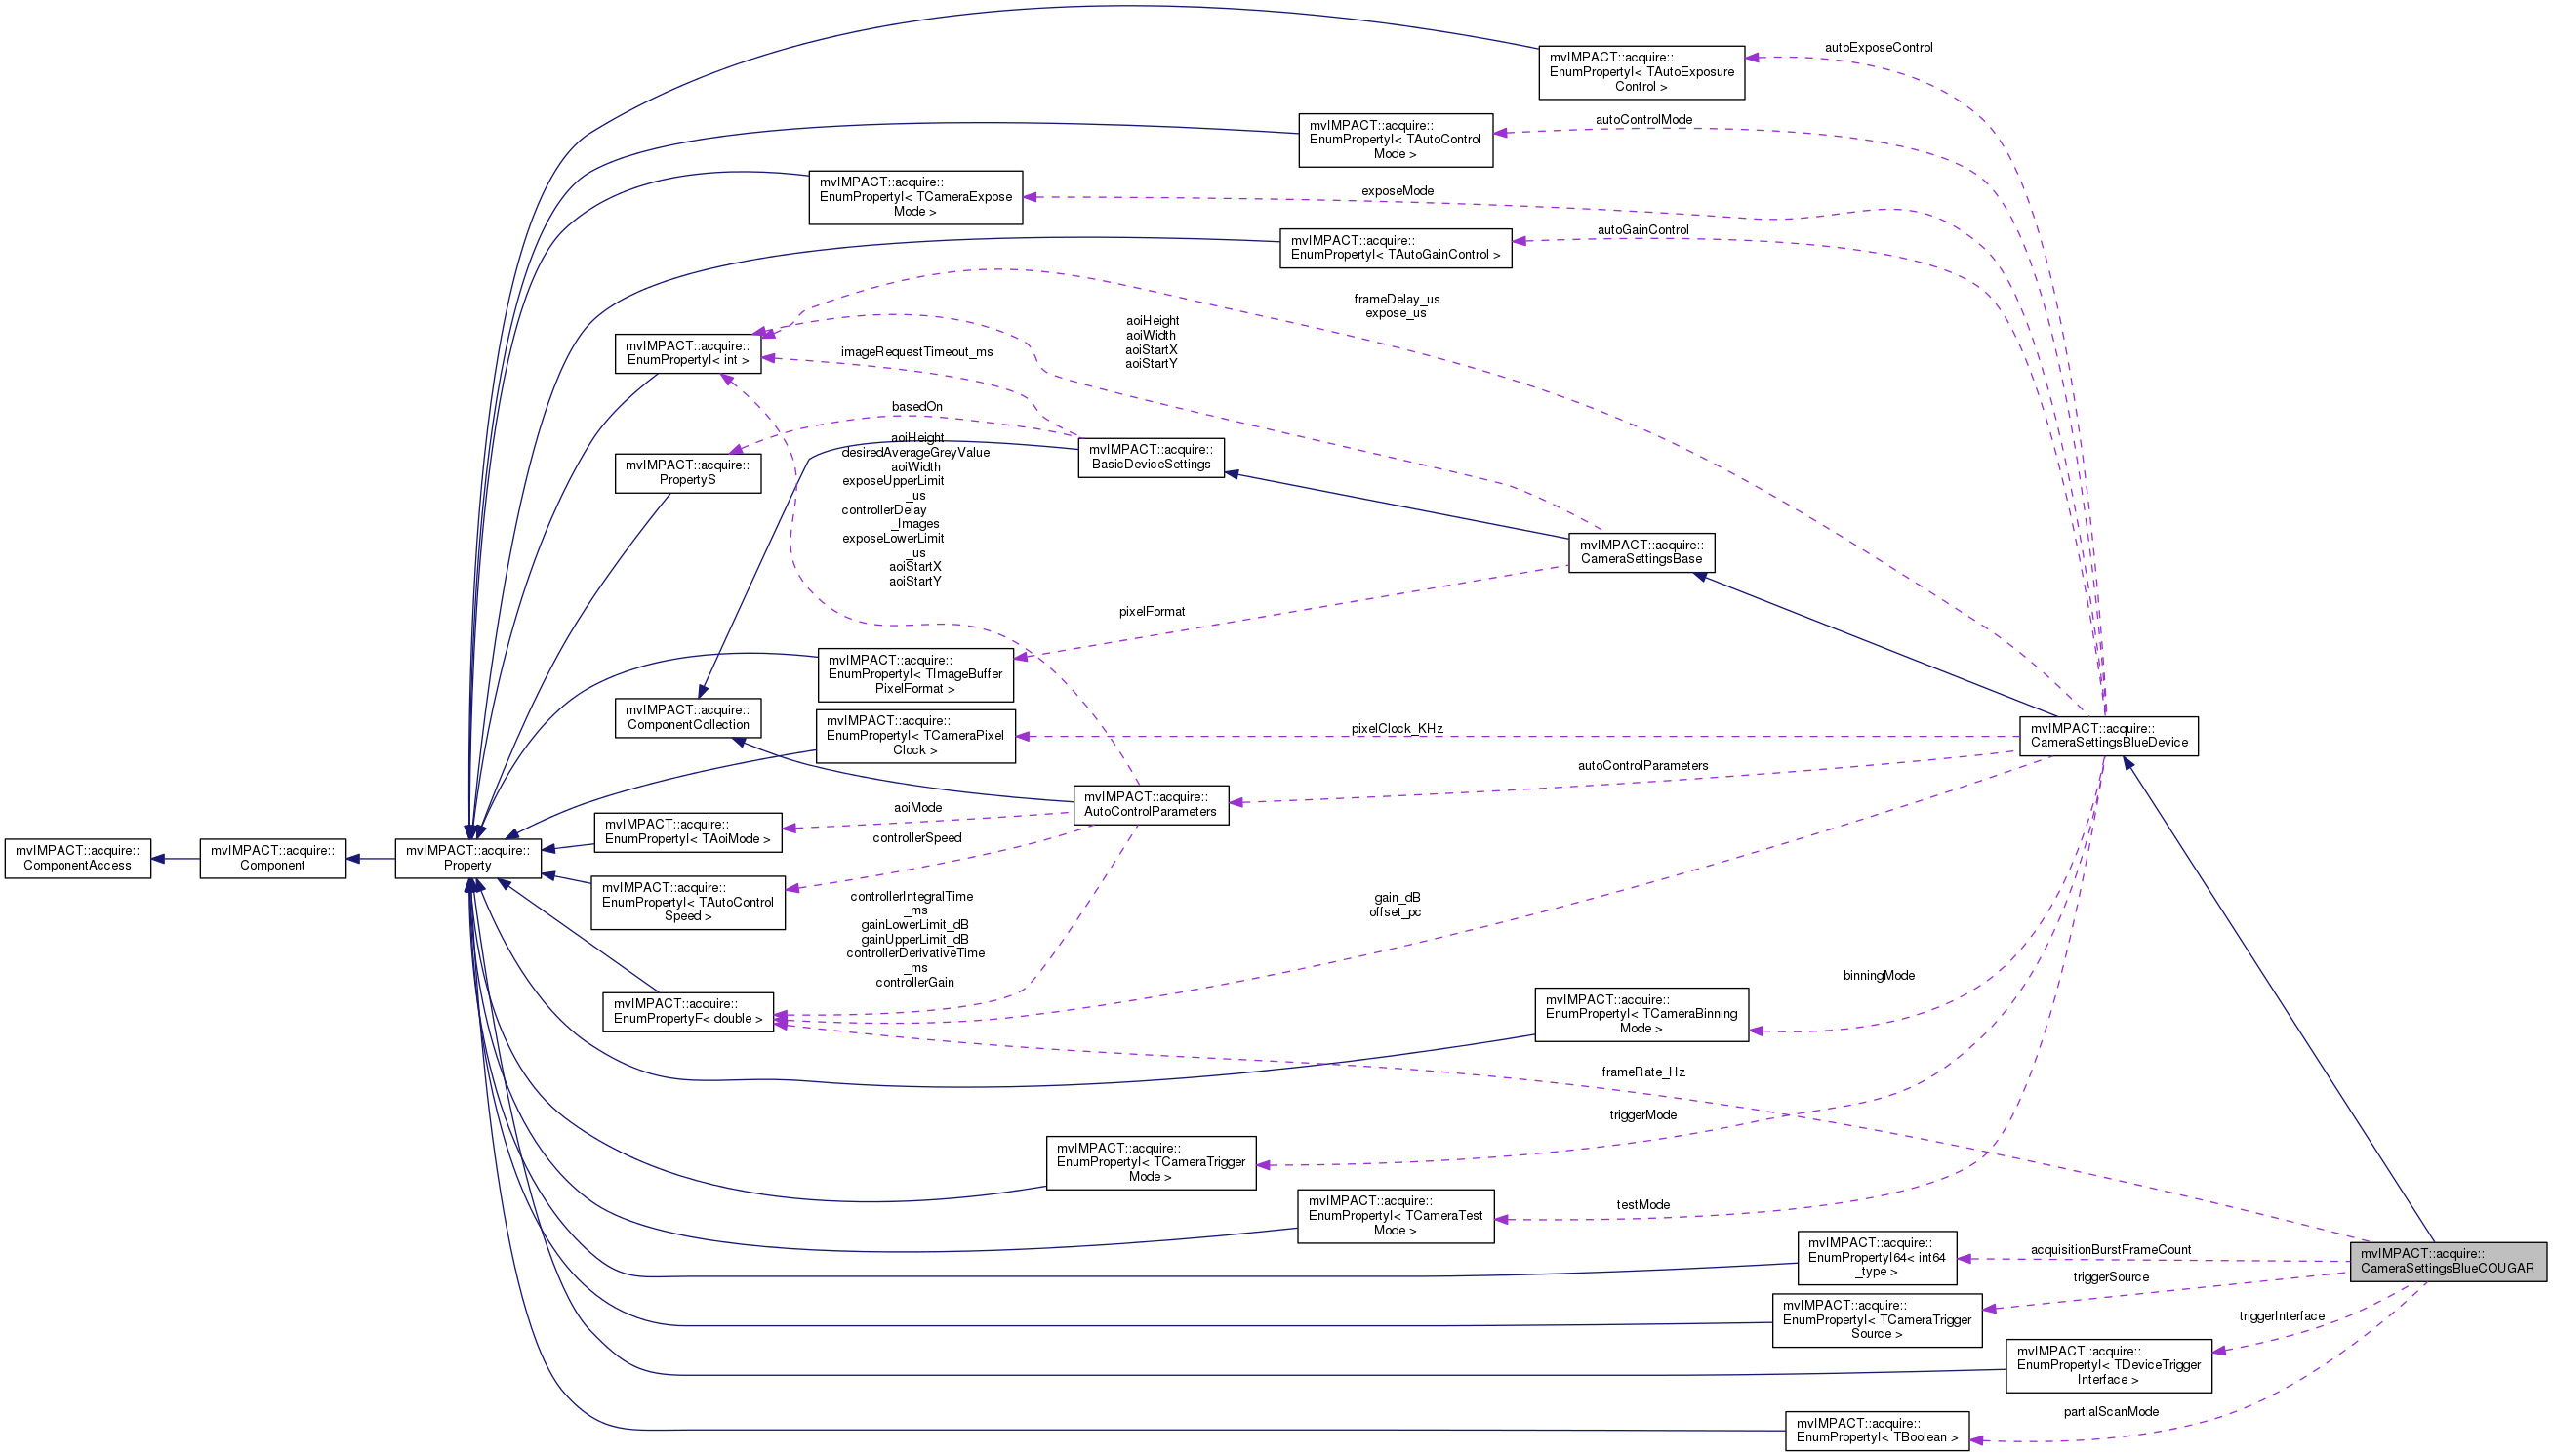 mvIMPACT::acquire::
EnumPropertyI< TAutoExposure
Control >
autoExposeControl
mvIMPACT::acquire::
EnumPropertyI< TAutoControl
Mode >
autoControlMode
mvIMPACT::acquire::
EnumPropertyI< TCameraExpose
Mode >
exposeMode
mvIMPACT::acquire::
EnumPropertyI< TAutoGainControl >
autoGainControl
frameDelay_us
expose_us
aoiHeight
aoiWidth
aoiStartX
aoiStartY
mvIMPACT::acquire::
EnumPropertyI< int >
imageRequestTimeout_ms
basedOn
mvIMPACT::acquire::
PropertyS
aoiHeight
desiredAverageGreyValue
aoiWidth
exposeUpperLimit
_us
controllerDelay
_Images
exposeLowerLimit
_us
aoiStartX
aoiStartY
mvIMPACT::acquire::
BasicDeviceSettings
mvIMPACT::acquire::
CameraSettingsBase
pixelFormat
mvIMPACT::acquire::
EnumPropertyI< TImageBuffer
PixelFormat >
mvIMPACT::acquire::
ComponentCollection
mvIMPACT::acquire::
EnumPropertyI< TCameraPixel
Clock >
pixelClock_KHz
mvIMPACT::acquire::
CameraSettingsBlueDevice
autoControlParameters
mvIMPACT::acquire::
AutoControlParameters
aoiMode
controllerSpeed
mvIMPACT::acquire::
EnumPropertyI< TAoiMode >
mvIMPACT::acquire::
ComponentAccess
mvIMPACT::acquire::
Component
mvIMPACT::acquire::
Property
mvIMPACT::acquire::
EnumPropertyI< TAutoControl
Speed >
controllerIntegralTime
_ms
gainLowerLimit_dB
gainUpperLimit_dB
controllerDerivativeTime
_ms
controllerGain
gain_dB
offset_pc
mvIMPACT::acquire::
EnumPropertyF< double >
binningMode
mvIMPACT::acquire::
EnumPropertyI< TCameraBinning
Mode >
frameRate_Hz
triggerMode
mvIMPACT::acquire::
EnumPropertyI< TCameraTrigger
Mode >
testMode
mvIMPACT::acquire::
EnumPropertyI< TCameraTest
Mode >
mvIMPACT::acquire::
EnumPropertyI64< int64
_type >
acquisitionBurstFrameCount
mvIMPACT::acquire::
CameraSettingsBlueCOUGAR
triggerSource
mvIMPACT::acquire::
EnumPropertyI< TCameraTrigger
Source >
triggerInterface
mvIMPACT::acquire::
EnumPropertyI< TDeviceTrigger
Interface >
partialScanMode
mvIMPACT::acquire::
EnumPropertyI< TBoolean >